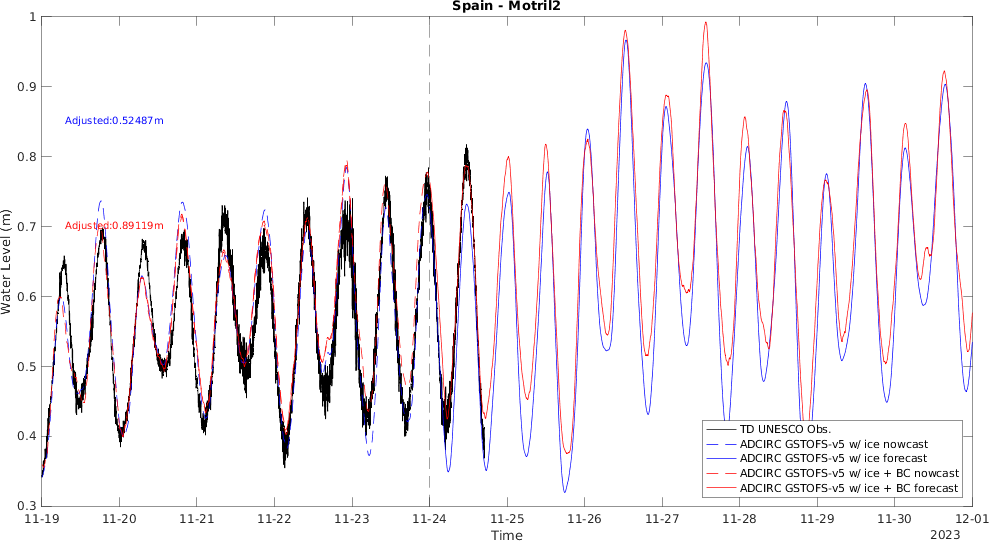 Spain - Motril2
1
0.9
0.8
0.7
0.6
0.5
0.4
0.3
Water Level (m)
Adjusted:0.52487m
Adjusted:0.89119m
TD UNESCO Obs.
ADCIRC GSTOFS-v5 w/ ice nowcast
ADCIRC GSTOFS-v5 w/ ice forecast
ADCIRC GSTOFS-v5 w/ ice + BC nowcast
ADCIRC GSTOFS-v5 w/ ice + BC forecast
11-19 11-20 11-21 11-22 11-23 11-24 11-25 11-26 11-27 11-28 11-29 11-30 12-01
Time
2023